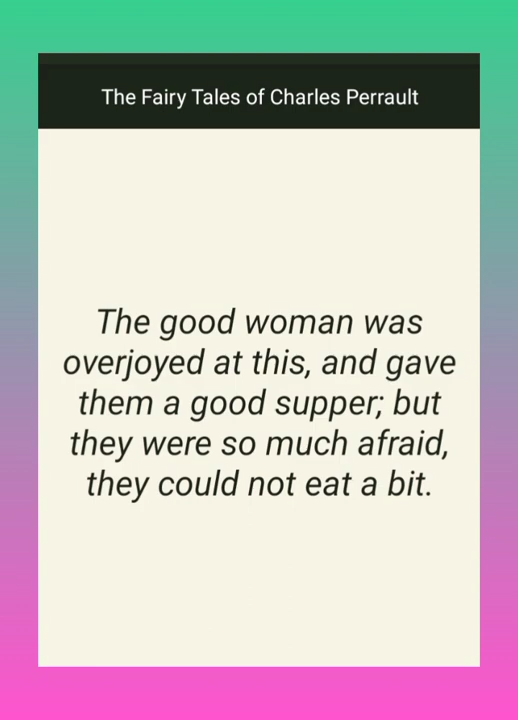 The Fairy Tales of Charles Perrault
The good woman was
overjoyed at this, and gave
them a good supper; but
they were so much afraid,
they could not eat a bit.